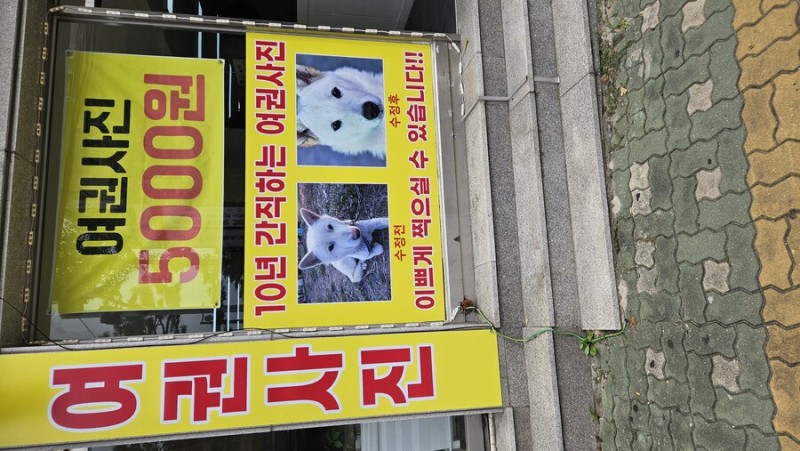 여권사진
5000원
10년 간직하는 여권사진
수정전
수정후
이쁘게 찍으실 수 있습니다!!
여권사진